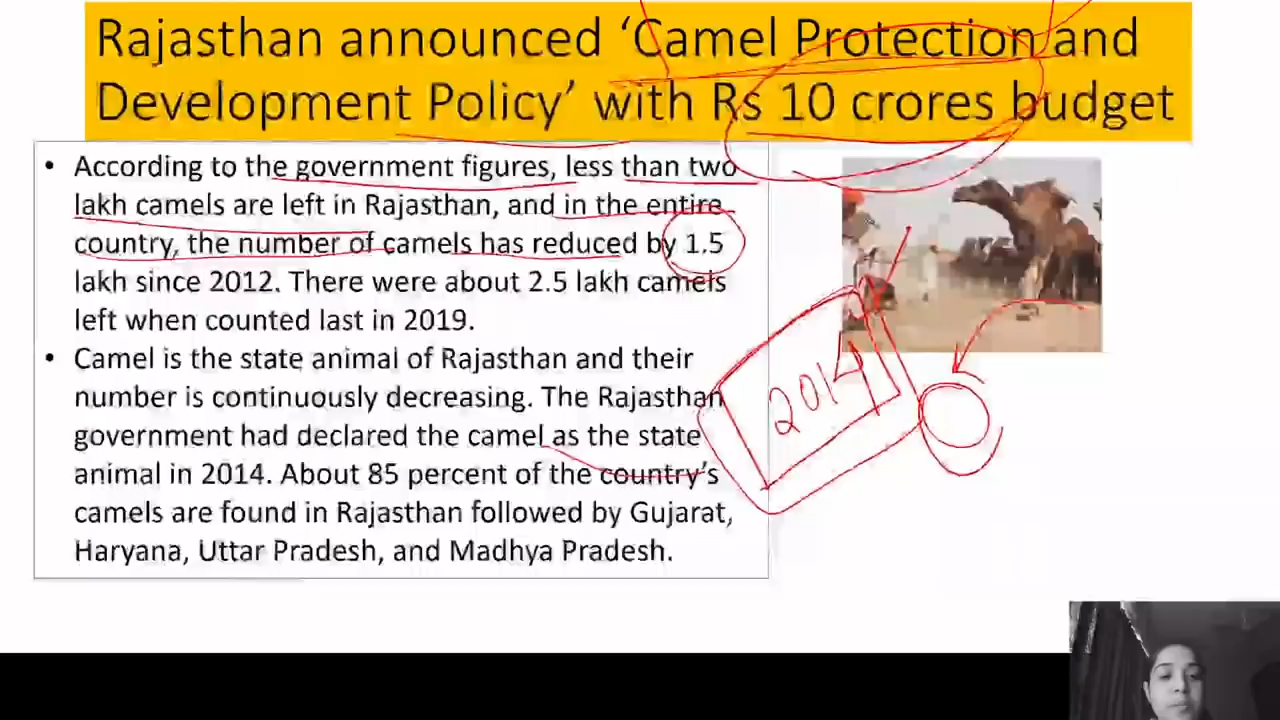 Rajasthan announced ‘Camel Protection and
Development Policy’ with Rs 10 crores budget
• According to the government figures, less than two
lakh camels are left in Rajasthan, and in the entire
country, the number of camels has reduced by 1.5
lakh since 2012. There were about 2.5 lakh camels
left when counted last in 2019.
• Camel is the state animal of Rajasthan and their
number is continuously decreasing. The Rajasthan
government had declared the camel as the state
animal in 2014. About 85 percent of the country’s
camels are found in Rajasthan followed by Gujarat,
Haryana, Uttar Pradesh, and Madhya Pradesh.
2014